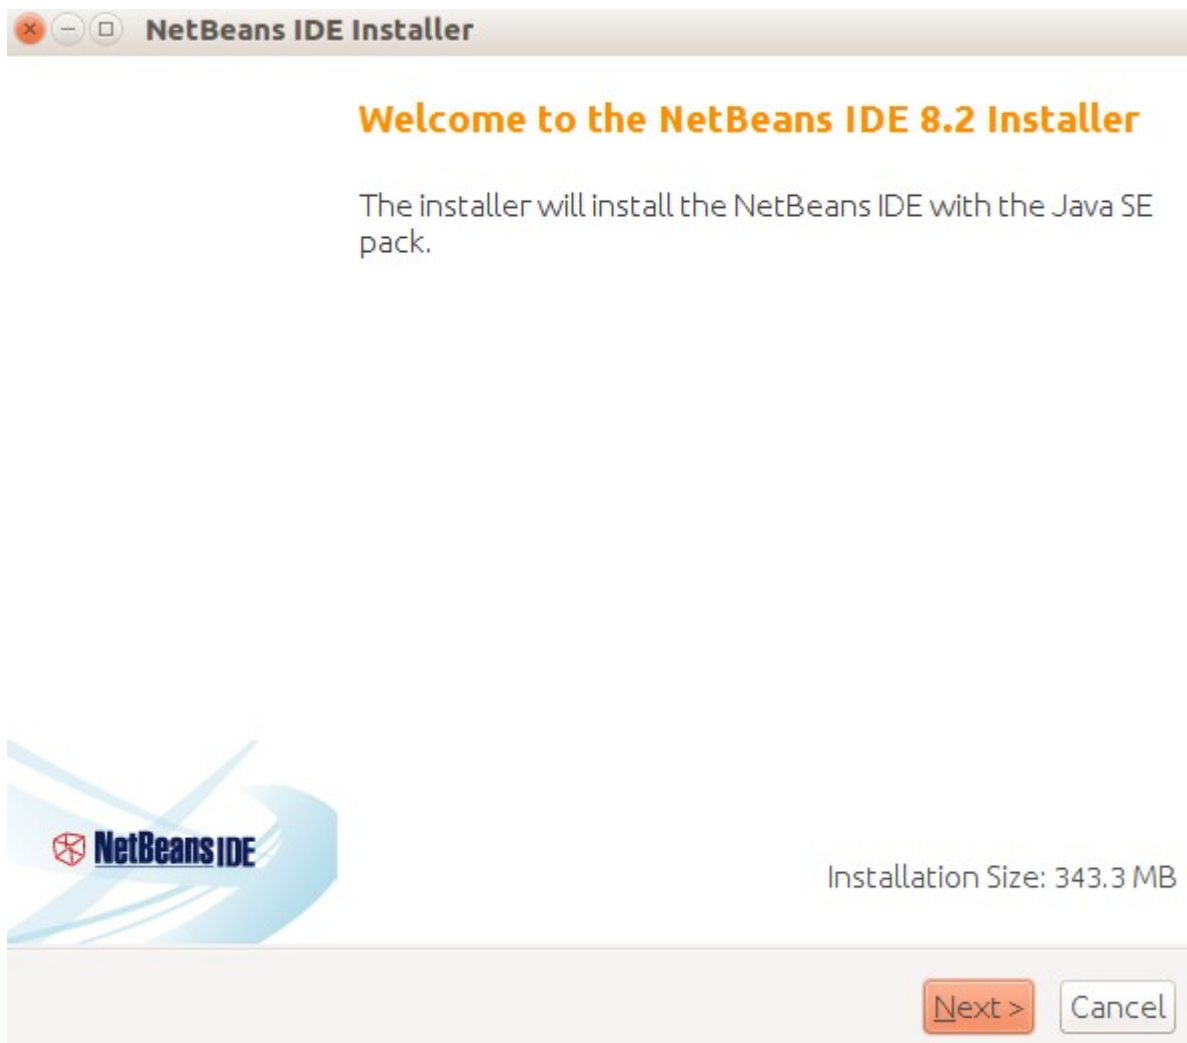 NetBeans IDE Installer
Welcome to the NetBeans IDE 8.2 Installer
The installer will install the NetBeans IDE with the Java SE
pack.
NetBeans IDE
Installation Size: 343.3 MB
Next >
Cancel